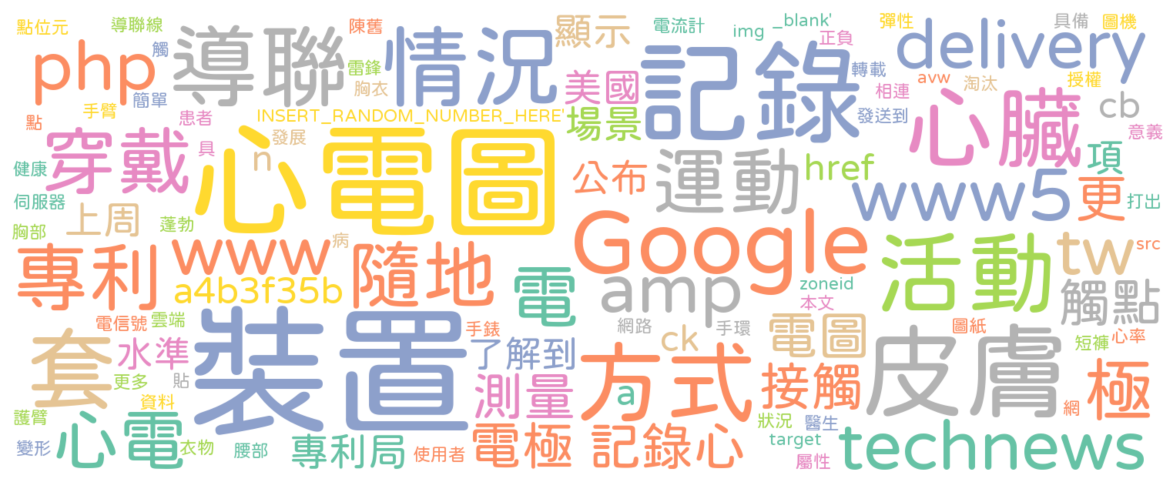 點位元 導聯線 陳舊 情況 顯示 電流計 img _blank' 正負 彈性 delivery 具備 圖機
php 觸 導聯 雷鋒 胸衣 美國 記錄 轉載 avw 淘汰 授權
手臂 簡單 INSERT_RANDOM_NUMBER_HERE' 場景 發送到 相連 心臟 cb
點 患者 具 n 發展 心電圖 意義
穿戴 公布 運動 href 項
健康 www5 更 打出
伺服器 上周 蓬勃
胸部 病 Google 活動 tw src
專利 www 隨地 電 amp zoneid 觸點
a4b3f35b 本文
電信號 雲端 裝置 手錶 網路 手環 電圖 圖紙 心率
套 水準 了解到 ck 方式 皮膚 短褲
更多 貼 測量 a 接觸 極
護臂 資料 狀況 醫生 網
變形 心電 衣物 腰部 專利局 使用者 電極 記錄心 target technews
屬性